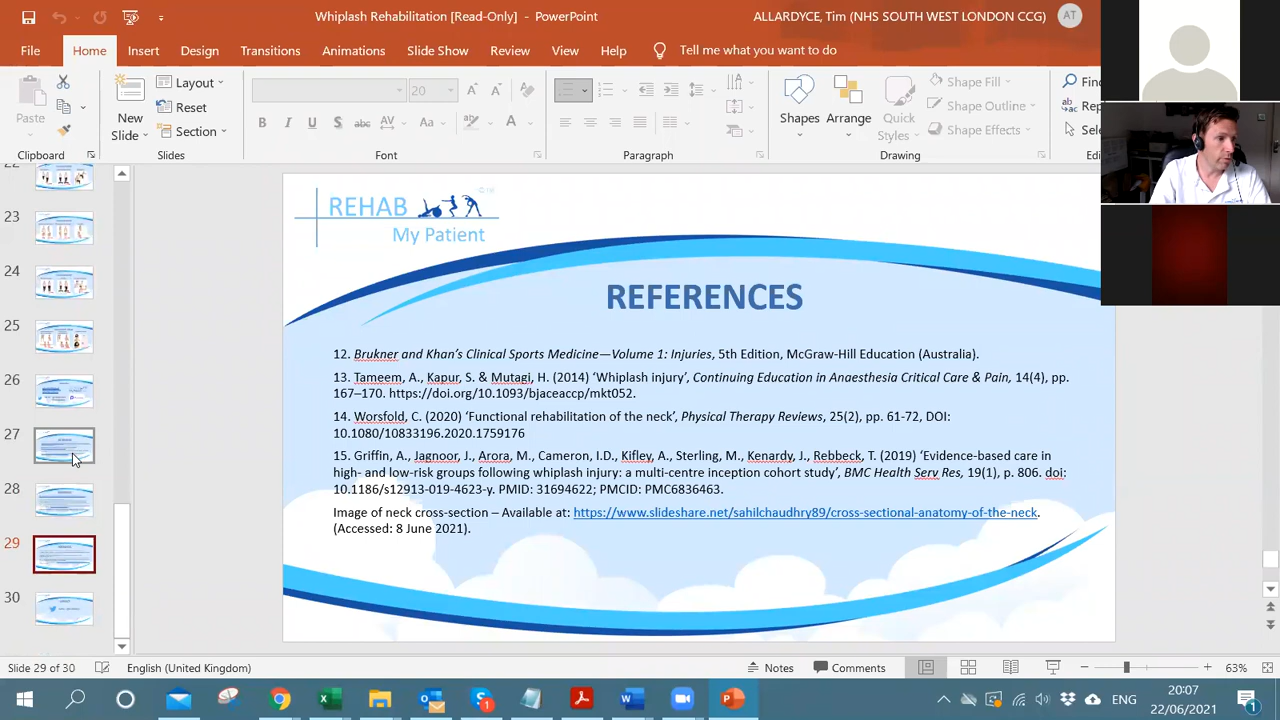 Whiplash Rehabilitation [Read-Only] - PowerPoint
ALLARDYCE, Tim (NHS SOUTH WEST LONDON CCG)
AT
File Home Insert Design Transitions Animations Slide Show Review View Help Tell me what you want to do
Paste
New
Slide
Layout
Reset
Section
20
B I U S abc AV Aa A
Shapes
Arrange
Quick
Styles
Shape Fill
Shape Outline
Shape Effects
Clipboard Slides Font Paragraph Drawing
23
24
25
26
27
28
29
30
REHAB
My Patient
REFERENCES
12. Brukner and Khan's Clinical Sports Medicine—Volume 1: Injuries, 5th Edition, McGraw-Hill Education (Australia).
13. Tameem, A., Kapur, S. & Mutagi, H. (2014) 'Whiplash injury', Continuing Education in Anaesthesia Critical Care & Pain, 14(4), pp.
167–170. https://doi.org/10.1093/bjaceaccp/mkt052.
14. Worsfold, C. (2020) 'Functional rehabilitation of the neck', Physical Therapy Reviews, 25(2), pp. 61-72, DOI:
10.1080/10833196.2020.1759176
15. Griffin, A., Jagnoor, J., Arora, M., Cameron, I.D., Kifley, A., Sterling, M., Kenardy, J., Rebbeck, T. (2019) 'Evidence-based care in
high- and low-risk groups following whiplash injury: a multi-centre inception cohort study', BMC Health Serv Res, 19(1), p. 806. doi:
10.1186/s12913-019-4623-y. PMID: 31694622; PMCID: PMC6836463.
Image of neck cross-section – Available at: https://www.slideshare.net/sahilchaudhry89/cross-sectional-anatomy-of-the-neck.
(Accessed: 8 June 2021).
Slide 29 of 30 English (United Kingdom) Notes Comments 63%
ENG
20:07
22/06/2021